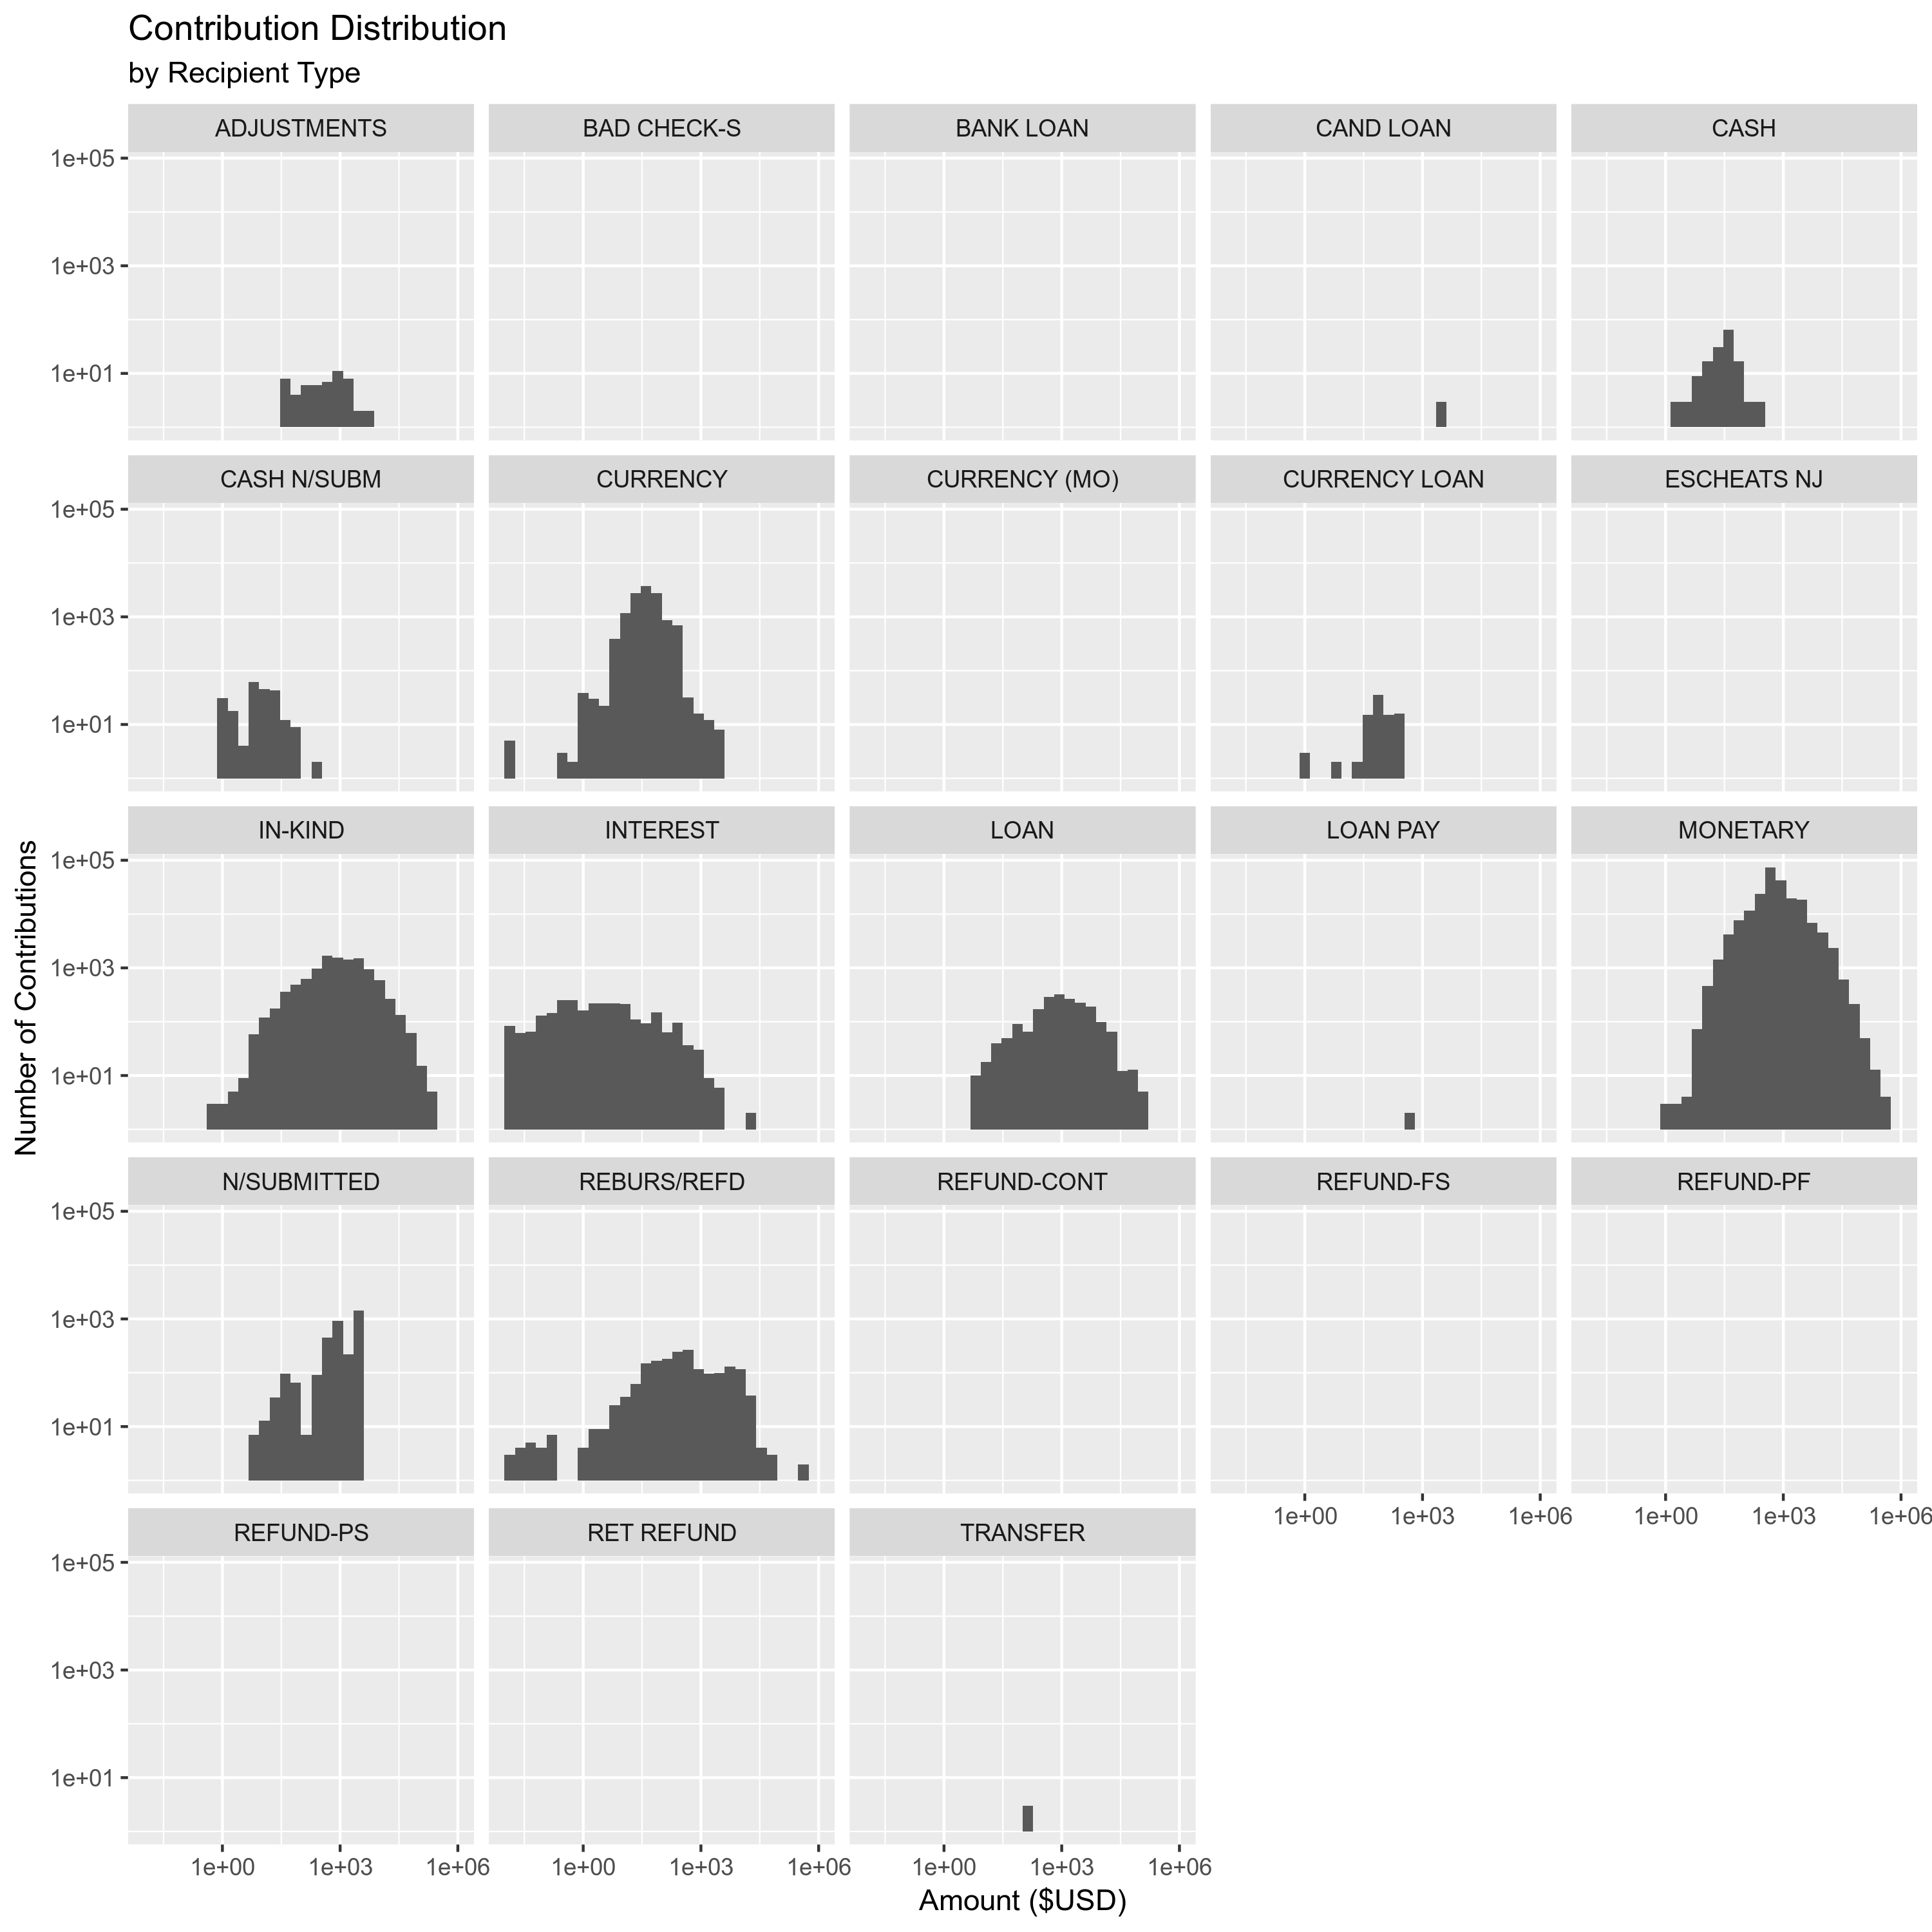 Contribution Distribution
by Recipient Type
ADJUSTMENTS BAD CHECK-S BANK LOAN CAND LOAN CASH
1e+05
1e+03
1e+01
CASH N/SUBM CURRENCY CURRENCY (MO) CURRENCY LOAN ESCHEATS NJ
1e+05
1e+03
1e+01
IN-KIND INTEREST LOAN LOAN PAY MONETARY
1e+05
1e+03
1e+01
Number of Contributions
N/SUBMITTED REBURS/REFD REFUND-CONT REFUND-FS REFUND-PF
1e+05
1e+03
1e+01
1e+00 1e+03 1e+06 1e+00 1e+03 1e+06
REFUND-PS RET REFUND TRANSFER
1e+05
1e+03
1e+01
1e+00 1e+03 1e+06 1e+00 1e+03 1e+06 1e+00 1e+03 1e+06
Amount ($USD)